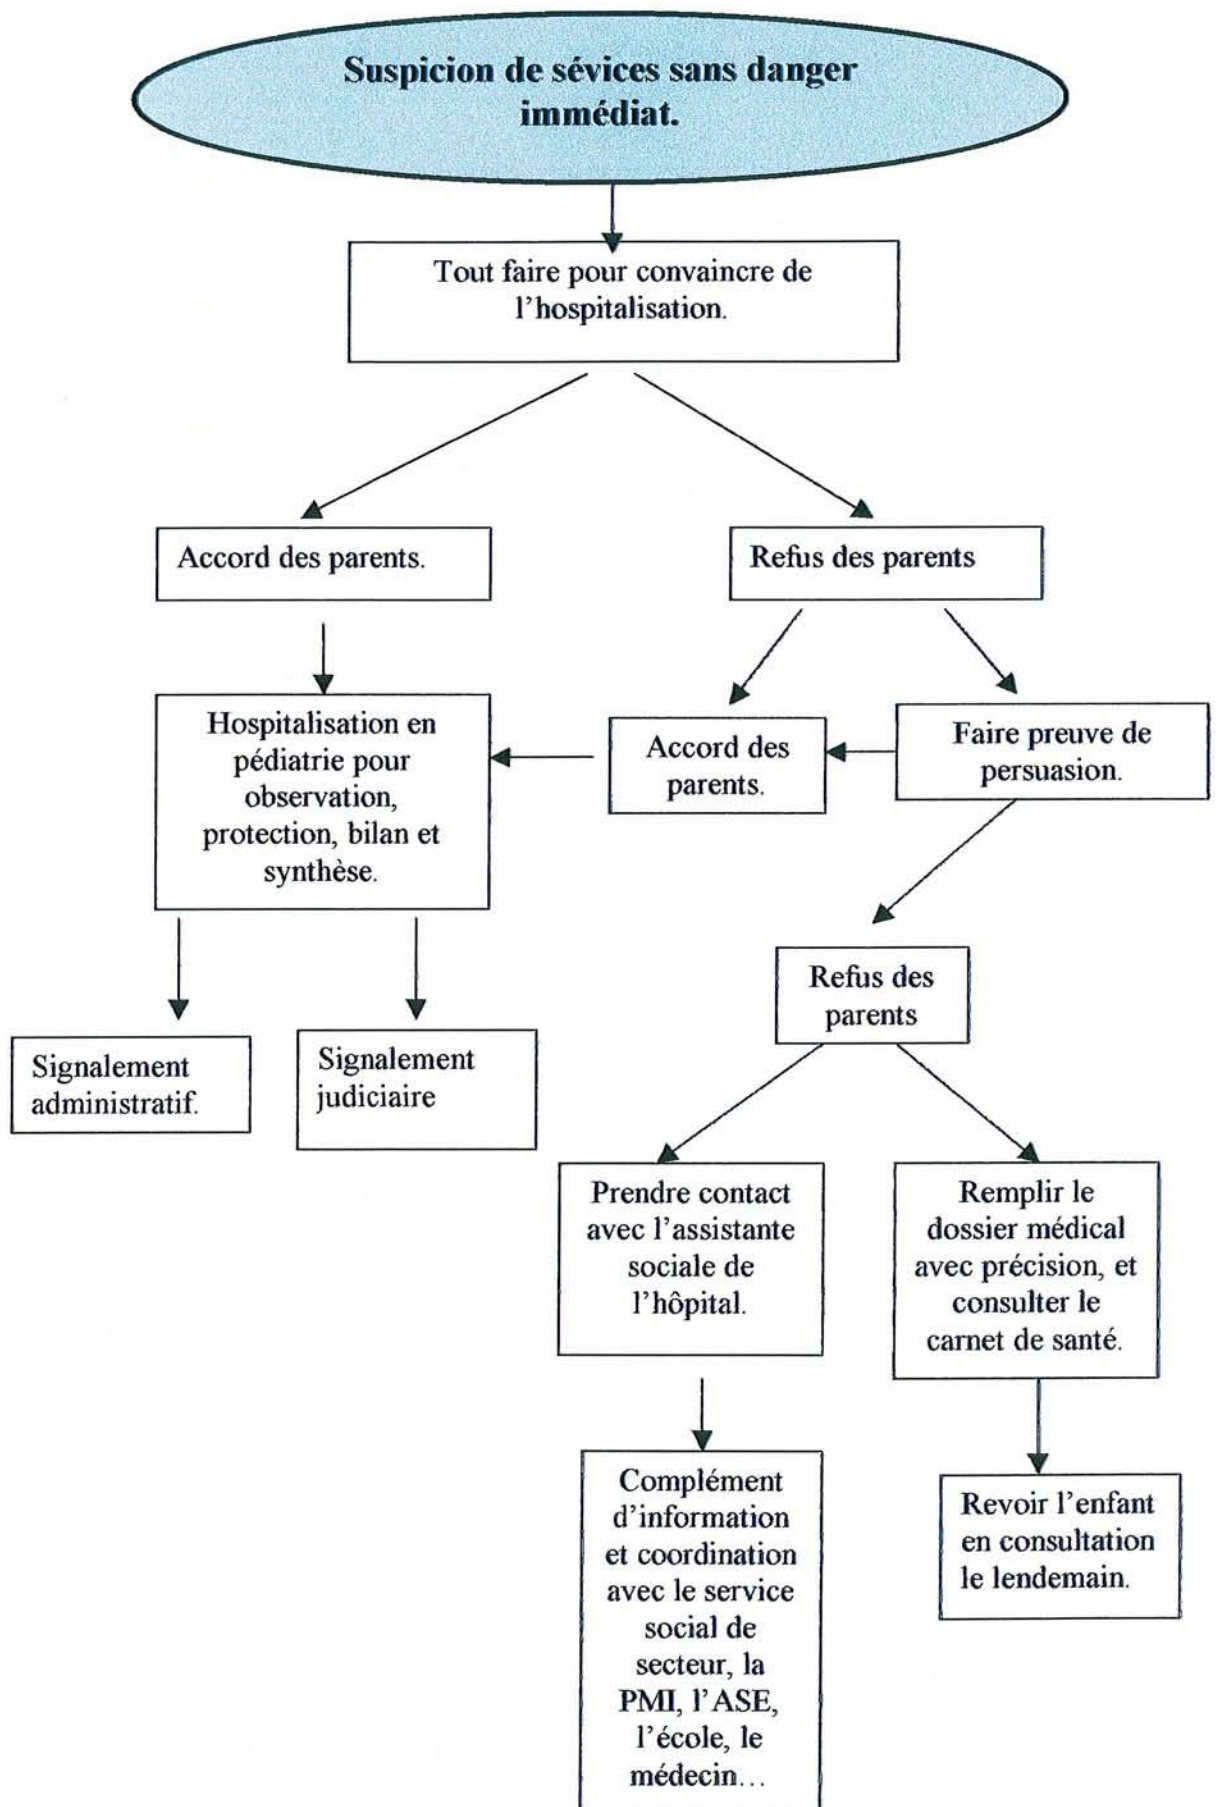 Suspicion de sévices sans danger
immédiat.
Tout faire pour convaincre de
l'hospitalisation.
Accord des parents.
Refus des parents
Hospitalisation en
pédiatrie pour
observation,
protection, bilan et
synthèse.
Accord des
parents.
Faire preuve de
persuasion.
Refus des
parents
Signalement
administratif.
Signalement
judiciaire
Prendre contact
avec l'assistante
sociale de
l'hôpital.
Remplir le
dossier médical
avec précision, et
consulter le
carnet de santé.
Complément
d'information
et coordination
avec le service
social de
secteur, la
PMI, l'ASE,
l'école, le
médecin…
Revoir l'enfant
en consultation
le lendemain.